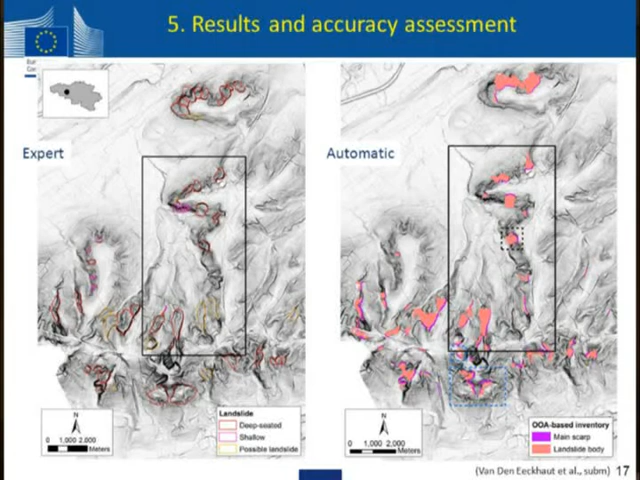 5. Results and accuracy assessment
Expert
Automatic
N
0 1,000 2,000
Meters
Landslide
Deep-seated
Shallow
Possible landslide
N
0 1,000 2,000
Meters
OOA-based inventory
Main scarp
Landslide body
(Van Den Eeckhaut et al., subm) 17